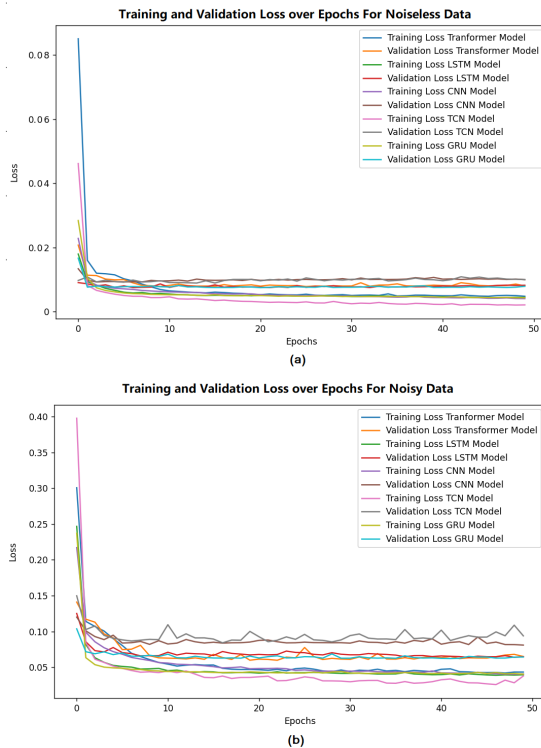 Training and Validation Loss over Epochs For Noiseless Data
Training Loss Tranformer Model
Validation Loss Transformer Model
Training Loss LSTM Model
Validation Loss LSTM Model
Training Loss CNN Model
Validation Loss CNN Model
Training Loss TCN Model
Validation Loss TCN Model
Training Loss GRU Model
Validation Loss GRU Model
0.08
0.06
0.04
0.02
0
Loss
0 10 20 30 40 50
Epochs
(a)
Training and Validation Loss over Epochs For Noisy Data
Training Loss Tranformer Model
Validation Loss Transformer Model
Training Loss LSTM Model
Validation Loss LSTM Model
Training Loss CNN Model
Validation Loss CNN Model
Training Loss TCN Model
Validation Loss TCN Model
Training Loss GRU Model
Validation Loss GRU Model
0.40
0.35
0.30
0.25
0.20
0.15
0.10
0.05
Loss
0 10 20 30 40 50
Epochs
(b)